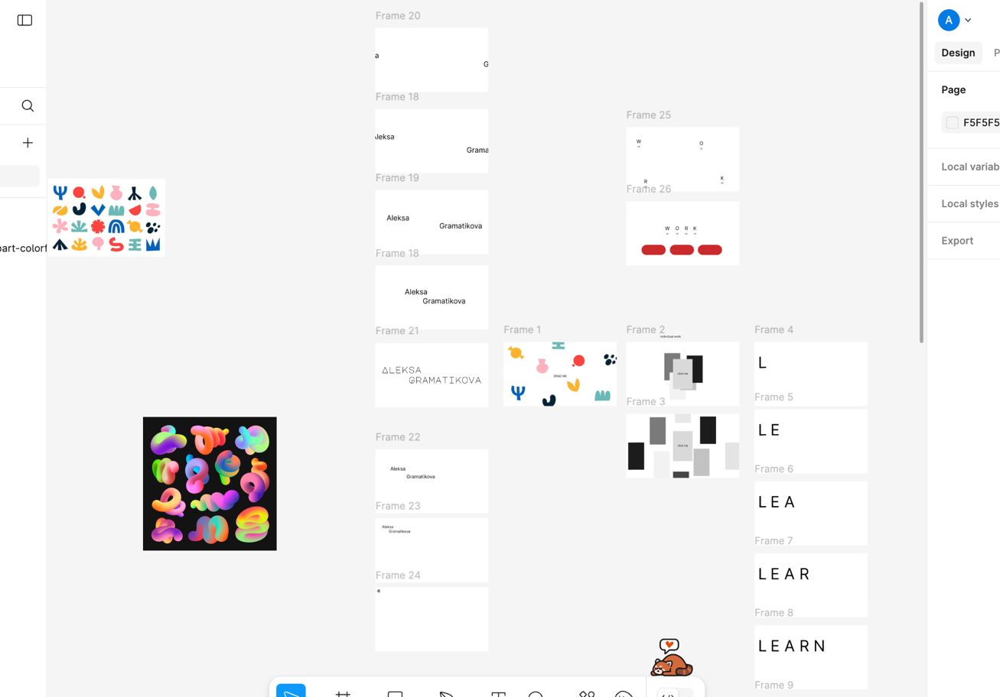 Frame 20
a
G
Frame 18
Aleksa
Grama
Frame 19
Aleksa
Gramatikova
Frame 18
Aleksa
Gramatikova
Frame 21
ALEKSA
GRAMATIKOVA
Frame 22
Aleksa
Gramatikova
Frame 23
Aleksa
Gramatikova
Frame 24
Frame 25
W
O
R
K
Frame 26
W O R K
Frame 1
DRAG ME
Frame 2
individual work
click me
Frame 3
click me
Frame 4
L
Frame 5
L E
Frame 6
L E A
Frame 7
L E A R
Frame 8
L E A R N
Frame 9
part-colorf
A
Design
P
Page
F5F5F5
Local variab
Local styles
Export